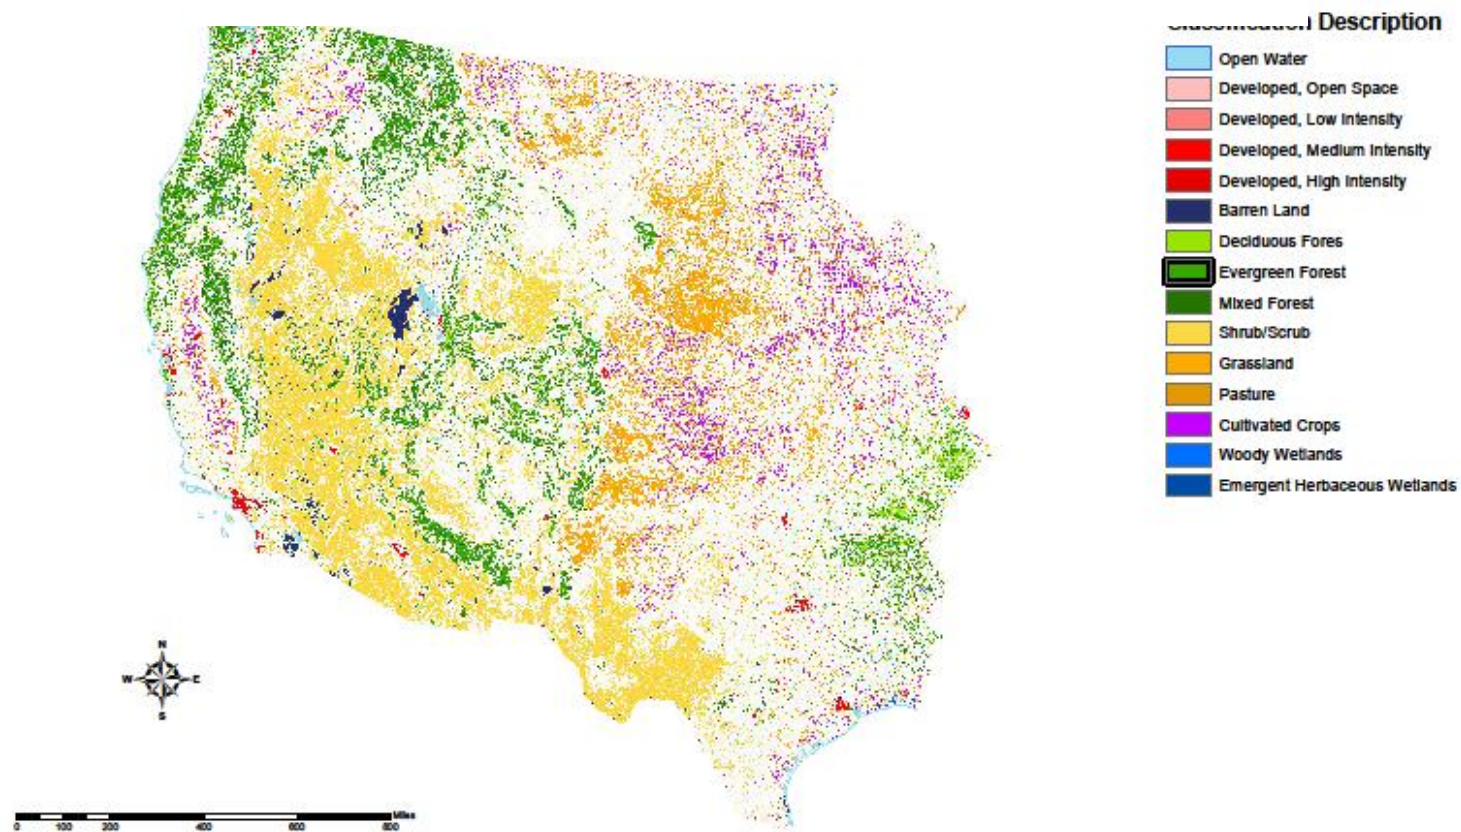 Description
Open Water
Developed, Open Space
Developed, Low Intensity
Developed, Medium Intensity
Developed, High Intensity
Barren Land
Deciduous Fores
Evergreen Forest
Mixed Forest
Shrub/Scrub
Grassland
Pasture
Cultivated Crops
Woody Wetlands
Emergent Herbaceous Wetlands
N
W E
S
Miles
0 100 200 400 600 800